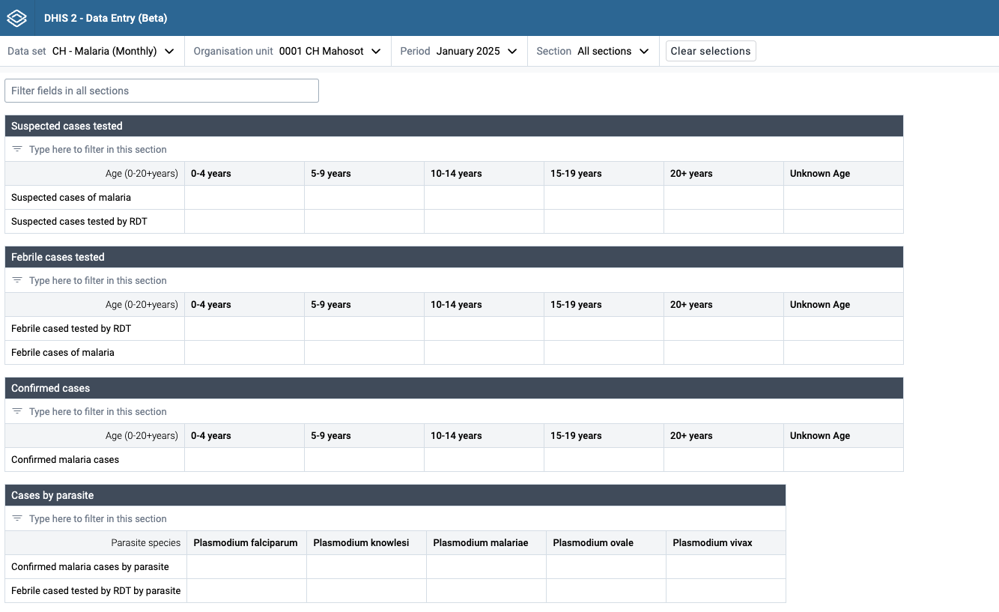 DHIS 2 - Data Entry (Beta)
Data set CH - Malaria (Monthly) Organisation unit 0001 CH Mahosot Period January 2025 Section All sections Clear selections
Filter fields in all sections
Suspected cases tested
Type here to filter in this section
Age (0-20+years) 0-4 years 5-9 years 10-14 years 15-19 years 20+ years Unknown Age
Suspected cases of malaria
Suspected cases tested by RDT
Febrile cases tested
Type here to filter in this section
Age (0-20+years) 0-4 years 5-9 years 10-14 years 15-19 years 20+ years Unknown Age
Febrile cased tested by RDT
Febrile cases of malaria
Confirmed cases
Type here to filter in this section
Age (0-20+years) 0-4 years 5-9 years 10-14 years 15-19 years 20+ years Unknown Age
Confirmed malaria cases
Cases by parasite
Type here to filter in this section
Parasite species Plasmodium falciparum Plasmodium knowlesi Plasmodium malariae Plasmodium ovale Plasmodium vivax
Confirmed malaria cases by parasite
Febrile cased tested by RDT by parasite